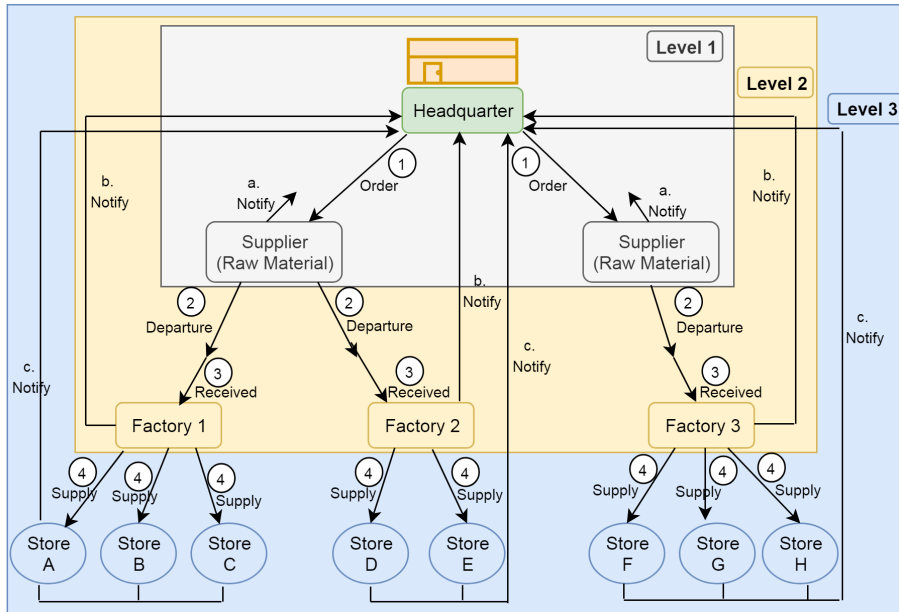 Level 1
Level 2
Level 3
Headquarter
1
Order
1
Order
a.
Notify
a.
Notify
b.
Notify
b.
Notify
Supplier
(Raw Material)
Supplier
(Raw Material)
2
Departure
2
Departure
2
Departure
b.
Notify
c.
Notify
c.
Notify
c.
Notify
3
Received
3
Received
3
Received
Factory 1
Factory 2
Factory 3
4
Supply
4
Supply
4
Supply
4
Supply
4
Supply
4
Supply
4
Supply
4
Supply
Store
A
Store
B
Store
C
Store
D
Store
E
Store
F
Store
G
Store
H